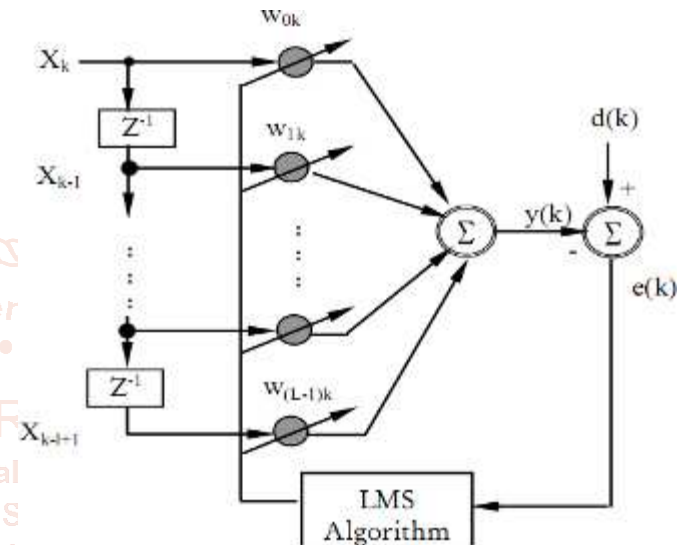 w0k
Xk
Z-1
w1k
d(k)
Xk-1
+
Σ
y(k)
Σ
-
e(k)
Z-1
w(L-1)k
Xk-l+1
LMS
Algorithm